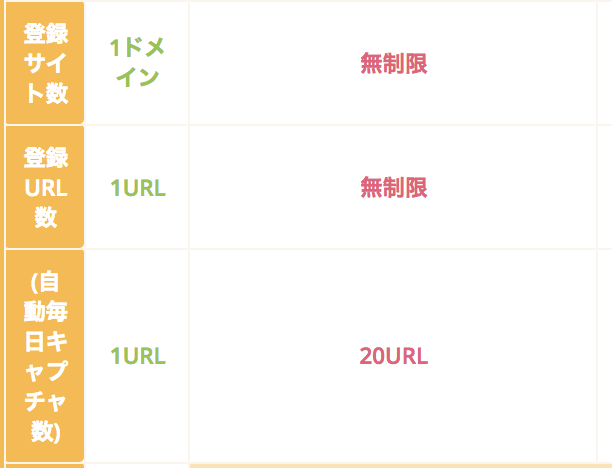 登録
サイ
ト数
1ドメ
イン
無制限
登録
URL
数
1URL
無制限
(自
動毎
日キ
ャプ
チャ
数)
1URL
20URL